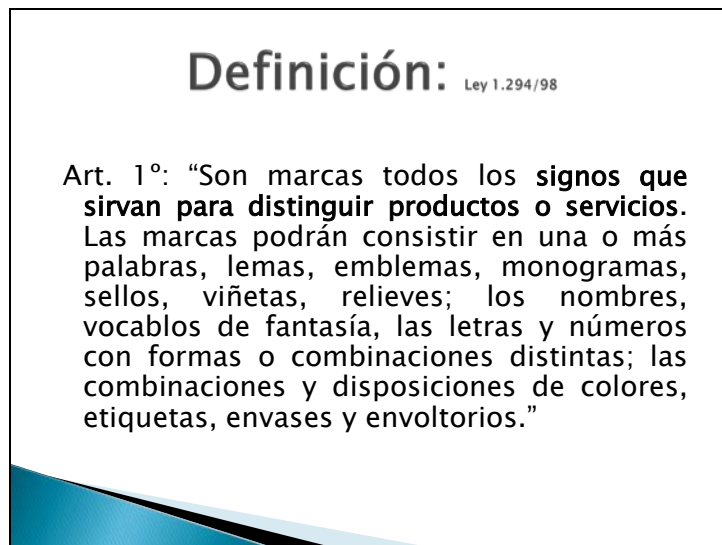 Definición: Ley 1.294/98
Art. 1º: “Son marcas todos los signos que
sirvan para distinguir productos o servicios.
Las marcas podrán consistir en una o más
palabras, lemas, emblemas, monogramas,
sellos, viñetas, relieves; los nombres,
vocablos de fantasía, las letras y números
con formas o combinaciones distintas; las
combinaciones y disposiciones de colores,
etiquetas, envases y envoltorios.”